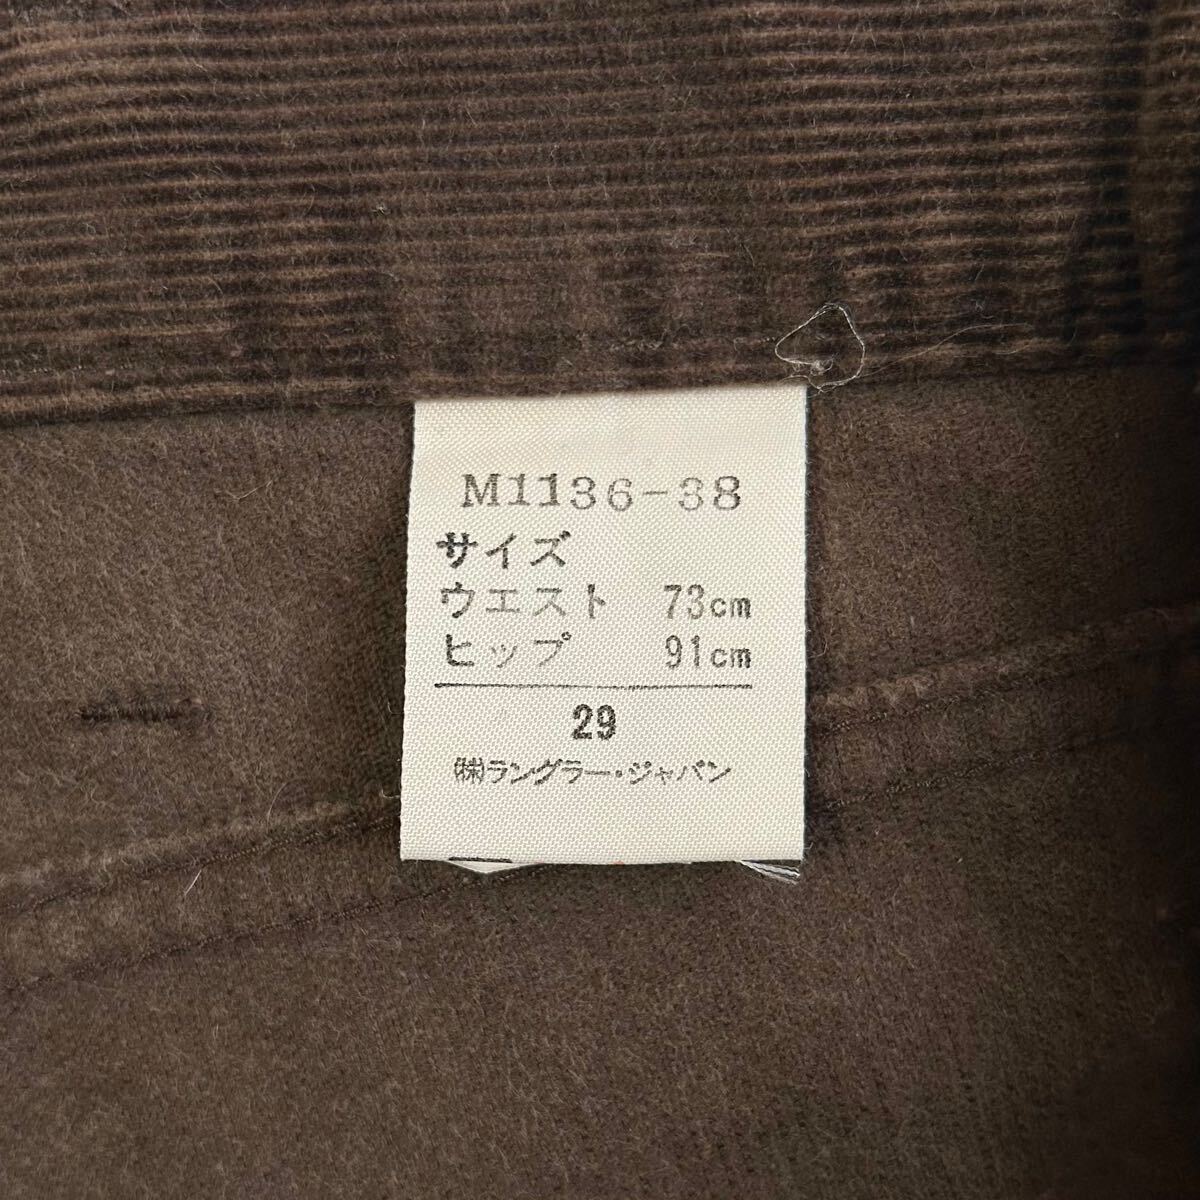 M1136-38
サイズ
ウエスト 73cm
ヒップ 91cm
29
(株)ラングラー・ジャパン